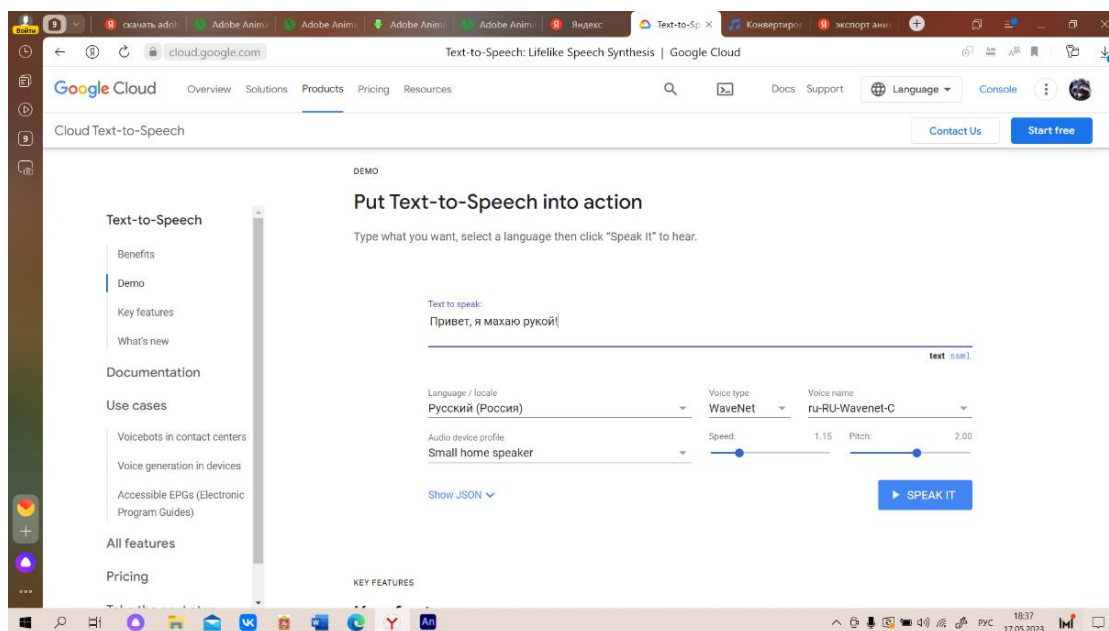 Войти 9 скачать adob Adobe Anim Adobe Anim Adobe Anim Adobe Anim Яндекс Text-to-Sp Конвертиро экспорт ани
cloud.google.com Text-to-Speech: Lifelike Speech Synthesis | Google Cloud
Google Cloud Overview Solutions Products Pricing Resources Docs Support Language Console
Cloud Text-to-Speech Contact Us Start free
9
DEMO
Put Text-to-Speech into action
Type what you want, select a language then click “Speak It” to hear.
Text-to-Speech
Benefits
Demo
Key features
What's new
Documentation
Use cases
Voicebots in contact centers
Voice generation in devices
Accessible EPGs (Electronic
Program Guides)
All features
Pricing
Text to speak:
Привет, я махаю рукой!
text ssml
Language / locale Voice type Voice name
Русский (Россия) WaveNet ru-RU-Wavenet-C
Audio device profile Speed: 1.15 Pitch: 2.00
Small home speaker
Show JSON SPEAK IT
KEY FEATURES
An РУС 18:37
17.05.2023